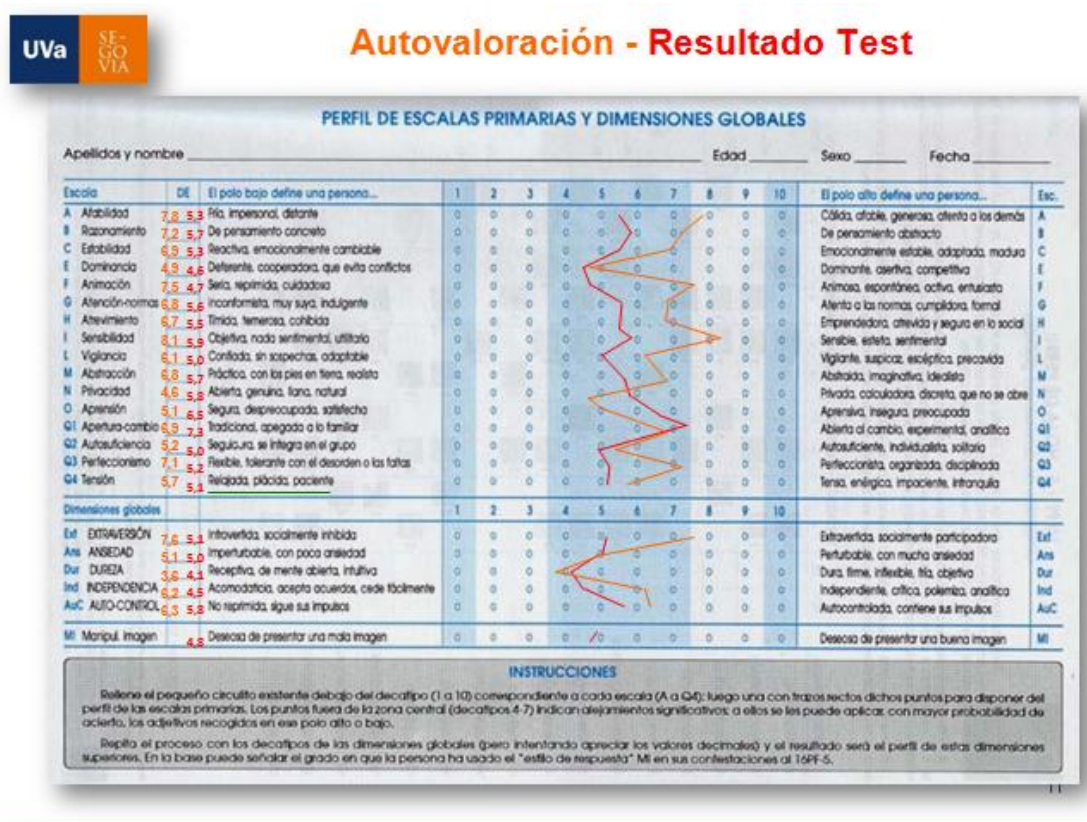 UVa
SE-
GO
VIA
Autovaloración - Resultado Test
PERFIL DE ESCALAS PRIMARIAS Y DIMENSIONES GLOBALES
Apellidos y nombre Edad Sexo Fecha
Escala DE El polo bajo define una persona... 1 2 3 4 5 6 7 8 9 10 El polo alto define una persona... Esc.
A Afabilidad 7,8 5,3 Fría, impersonal, distante Cálida, afable, generosa, atenta a los demás A
B Razonamiento 7,2 5,7 De pensamiento concreto De pensamiento abstracto B
C Estabilidad 6,5 5,3 Reactiva, emocionalmente cambiable Emocionalmente estable, adaptada, madura C
E Dominancia 4,9 4,6 Deferente, cooperadora, que evita conflictos Dominante, asertiva, competitiva E
F Animación 7,5 4,7 Seria, reprimida, cuidadosa Animosa, espontánea, activa, entusiasta F
G Atención-normas 6,8 5,6 Inconformista, muy suya, indulgente Atenta a las normas, cumplidora, formal G
H Atrevimiento 6,7 5,5 Tímida, temerosa, cohibida Emprendedora, atrevida y segura en lo social H
I Sensibilidad 8,1 5,9 Objetiva, nada sentimental, utilitaria Sensible, esteta, sentimental I
L Vigilancia 6,1 5,0 Confiada, sin sospechas, adaptable Vigilante, suspicaz, escéptica, precavida L
M Abstracción 6,8 5,7 Práctica, con los pies en tierra, realista Abstraída, imaginativa, idealista M
N Privacidad 4,6 5,8 Abierta, genuina, llana, natural Privada, calculadora, discreta, que no se abre N
O Aprensión 5,1 6,5 Segura, despreocupada, satisfecha Aprensiva, insegura, preocupada O
Q1 Apertura-cambio 6,9 7,3 Tradicional, apegada a lo familiar Abierta al cambio, experimental, analítica Q1
Q2 Autosuficiencia 5,2 5,0 Seguidora, se integra en el grupo Autosuficiente, individualista, solitaria Q2
Q3 Perfeccionismo 7,1 5,2 Flexible, tolerante con el desorden o las faltas Perfeccionista, organizada, disciplinada Q3
Q4 Tensión 5,7 5,1 Relajada, plácida, paciente Tensa, enérgica, impaciente, intranquila Q4
Dimensiones globales 1 2 3 4 5 6 7 8 9 10
Ext EXTRAVERSIÓN 7,6 5,1 Introvertida, socialmente inhibida Extravertida, socialmente participadora Ext
Ans ANSIEDAD 5,1 5,0 Imperturbable, con poca ansiedad Perturbable, con mucha ansiedad Ans
Dur DUREZA 3,6 4,1 Receptiva, de mente abierta, intuitiva Dura, firme, inflexible, fría, objetiva Dur
Ind INDEPENDENCIA 6,2 4,5 Acomodaticia, acepta acuerdos, cede fácilmente Independiente, crítica, polemiza, analítica Ind
AuC AUTO-CONTROL 6,3 5,8 No reprimida, sigue sus impulsos Autocontrolada, contiene sus impulsos AuC
MI Manipul. imagen 4,8 Deseosa de presentar una mala imagen Deseosa de presentar una buena imagen MI
INSTRUCCIONES
Rellene el pequeño circulito existente debajo del decatipo (1 a 10) correspondiente a cada escala (A a Q4); luego una con trazos rectos dichos puntos para disponer del
perfil de las escalas primarias. Los puntos fuera de la zona central (decatipos 4-7) indican alejamientos significativos; a ellos se les puede aplicar, con mayor probabilidad de
acierto, los adjetivos recogidos en ese polo alto o bajo.
Repita el proceso con los decatipos de las dimensiones globales (pero intentando apreciar los valores decimales) y el resultado será el perfil de estas dimensiones
superiores. En la base puede señalar el grado en que la persona ha usado el "estilo de respuesta" MI en sus contestaciones al 16PF-5.
11